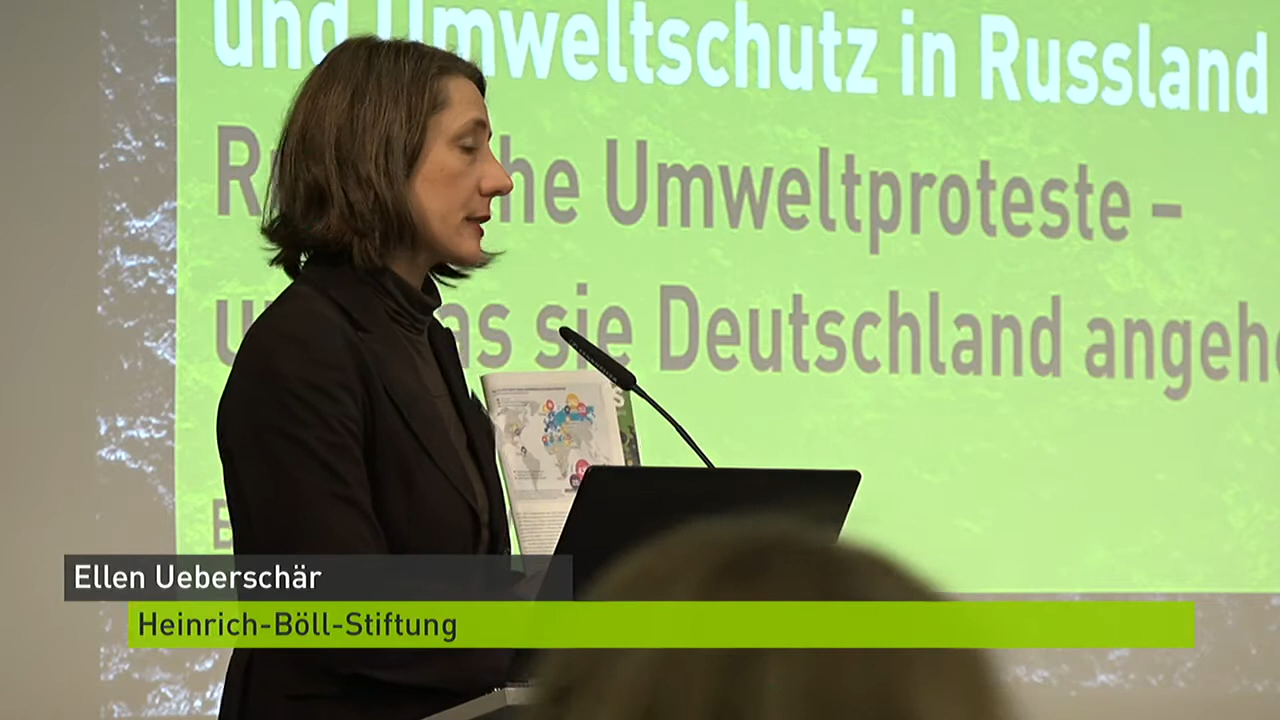 und Umweltschutz in Russland
he Umweltproteste –
as sie Deutschland angeh
Ellen Ueberschär
Heinrich-Böll-Stiftung